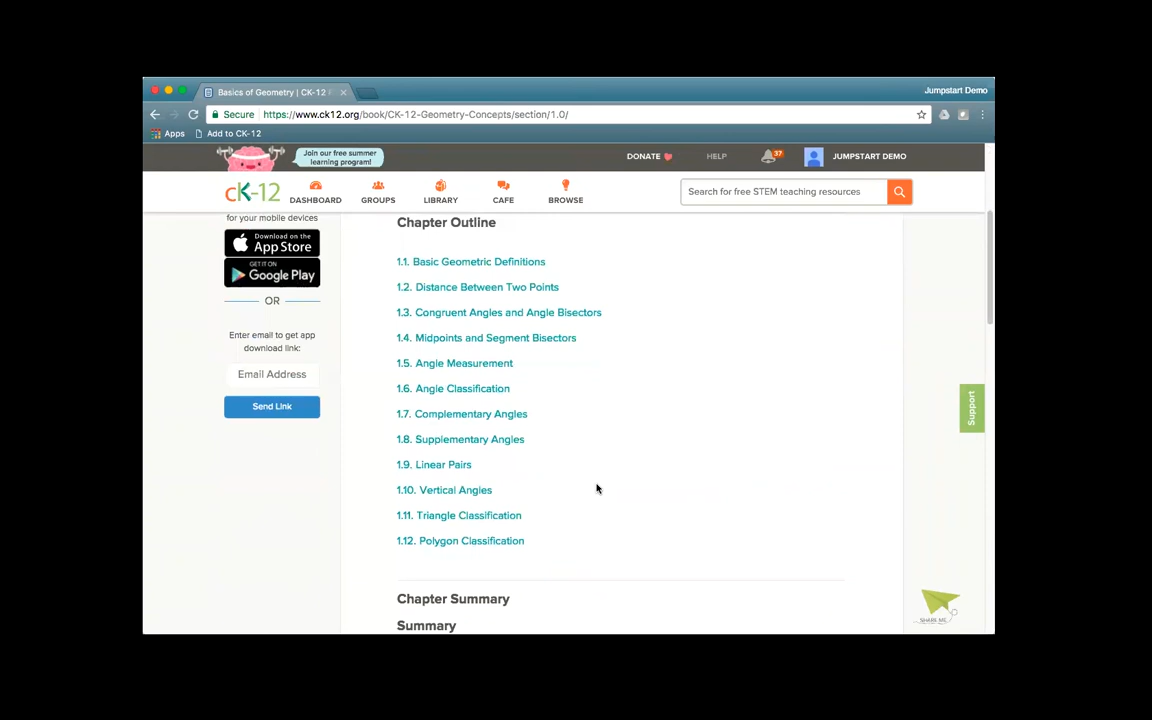 Basics of Geometry | CK-12
Jumpstart Demo
Secure https://www.ck12.org/book/CK-12-Geometry-Concepts/section/1.0/
Apps Add to CK-12
Join our free summer
learning program!
DONATE HELP 37 JUMPSTART DEMO
cK-12 DASHBOARD GROUPS LIBRARY CAFE BROWSE Search for free STEM teaching resources
for your mobile devices
Download on the
App Store
GET IT ON
Google Play
OR
Enter email to get app
download link:
Email Address
Send Link
Chapter Outline
1.1. Basic Geometric Definitions
1.2. Distance Between Two Points
1.3. Congruent Angles and Angle Bisectors
1.4. Midpoints and Segment Bisectors
1.5. Angle Measurement
1.6. Angle Classification
1.7. Complementary Angles
1.8. Supplementary Angles
1.9. Linear Pairs
1.10. Vertical Angles
1.11. Triangle Classification
1.12. Polygon Classification
Chapter Summary
Summary
Support
SHARE ME